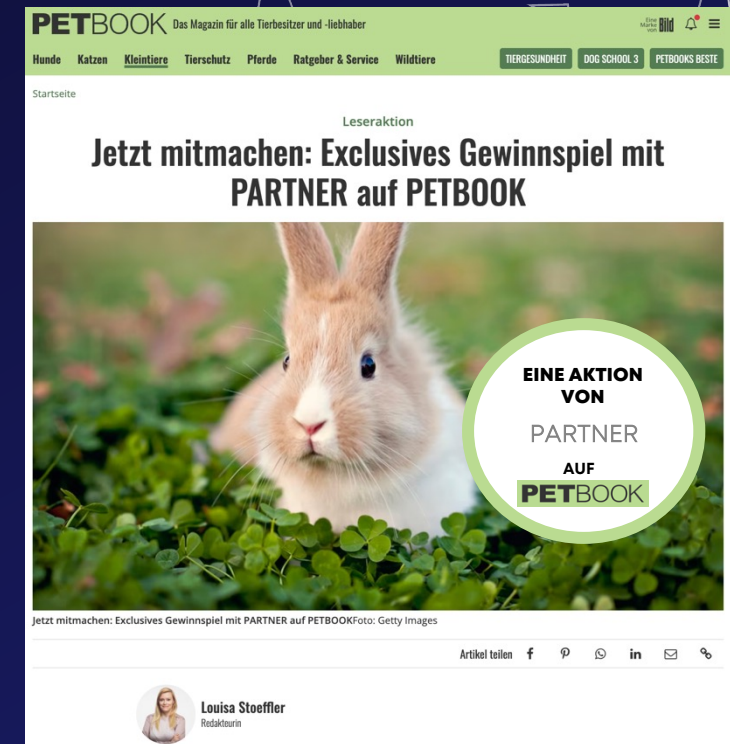 PETBOOK Das Magazin für alle Tierbesitzer und -liebhaber
Eine Marke von Bild
Hunde Katzen Kleintiere Tierschutz Pferde Ratgeber & Service Wildtiere
TIERGESUNDHEIT DOG SCHOOL 3 PETBOOKS BESTE
Startseite
Leseraktion
Jetzt mitmachen: Exclusives Gewinnspiel mit
PARTNER auf PETBOOK
EINE AKTION
VON
PARTNER
AUF
PETBOOK
Jetzt mitmachen: Exclusives Gewinnspiel mit PARTNER auf PETBOOKFoto: Getty Images
Artikel teilen
Louisa Stoeffler
Redakteurin